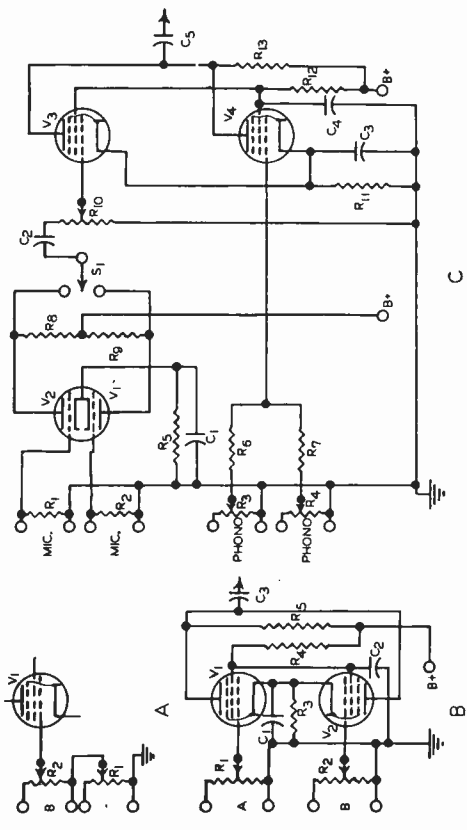 V1
R2
B
R1
A
A
R1
V1
C1
R3
R4
R5
C3
B
R2
V2
C2
B+
B
MIC.
R1
MIC.
R2
V2
V1
R8
R9
S1
C2
R10
V3
C5
R5
C1
B+
PHONO
R3
R6
PHONO
R4
R7
V4
R13
R12
B+
C4
C3
R11
C